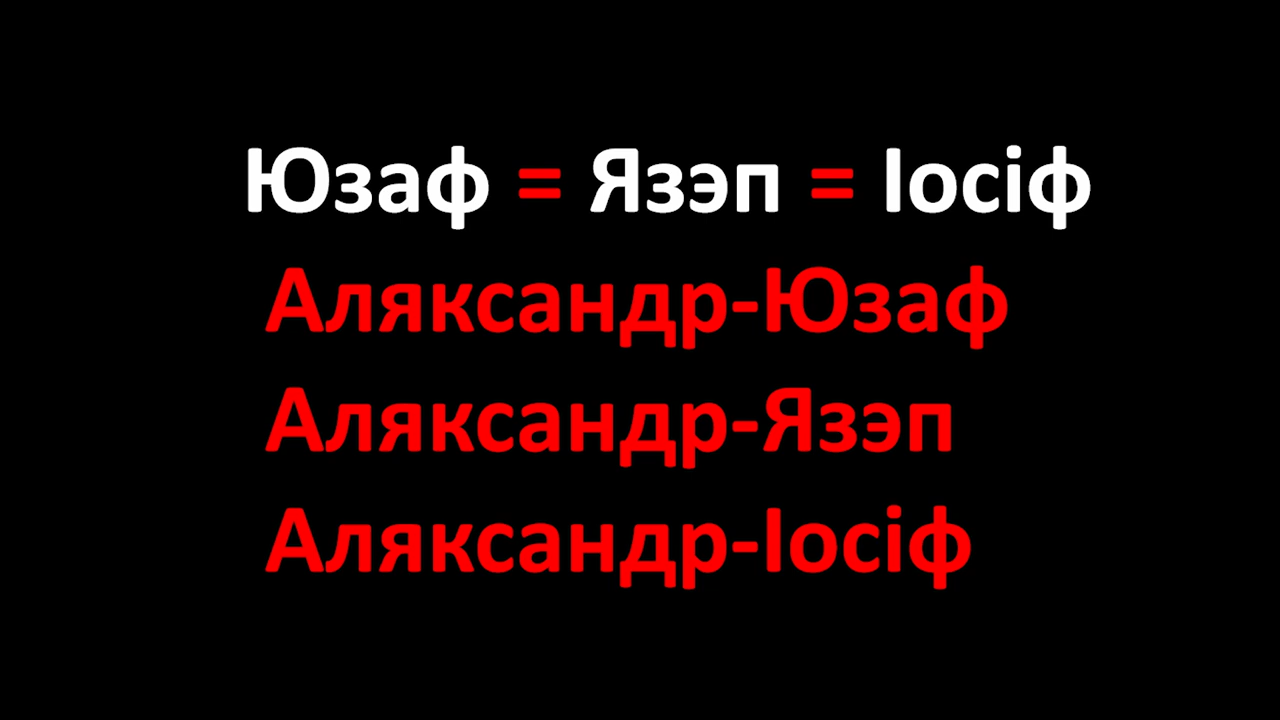 Юзаф = Язэп = Іосіф
Аляксандр-Юзаф
Аляксандр-Язэп
Аляксандр-Іосіф